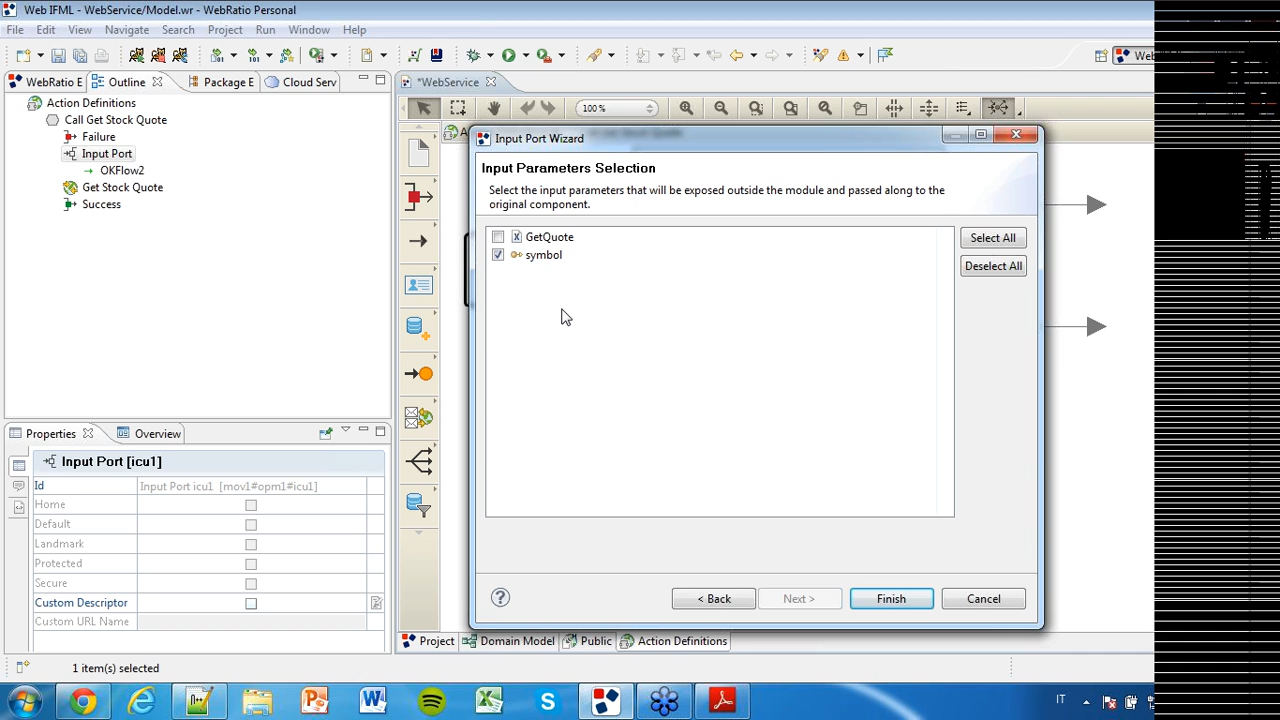 Web IFML - WebService/Model.wr - WebRatio Personal
File Edit View Navigate Search Project Run Window Help
WebRatio E Outline Package E Cloud Serv
*WebService
Action Definitions
Call Get Stock Quote
Failure
Input Port
OKFlow2
Get Stock Quote
Success
100 %
Input Port Wizard
Input Parameters Selection
Select the input parameters that will be exposed outside the module and passed along to the
original component.
symbol
Select All
Deselect All
? < Back Next > Finish Cancel
Properties Overview
Input Port [icu1]
Id Input Port icu1 [mov1#opm1#icu1]
Home
Default
Landmark
Protected
Secure
Custom Descriptor
Custom URL Name
Project Domain Model Public Action Definitions
1 item(s) selected
IT